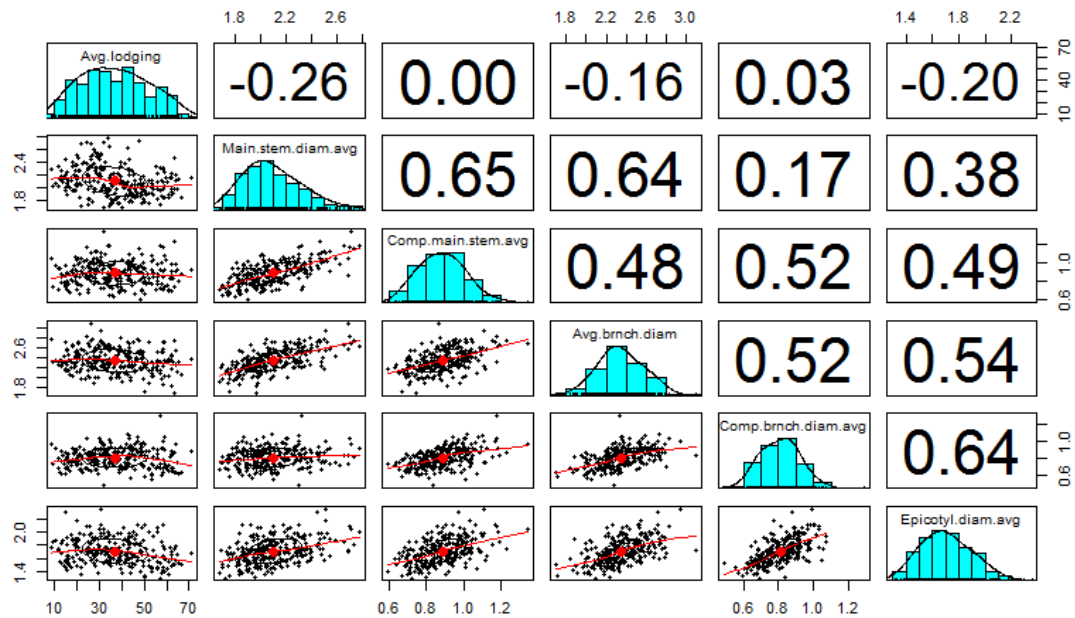 1.8 2.2 2.6 1.8 2.2 2.6 3.0 1.4 1.8 2.2
Avg.lodging -0.26 0.00 -0.16 0.03 -0.20 10 40 70
1.8 2.4 Main.stem.diam.avg 0.65 0.64 0.17 0.38
Comp.main.stem.avg 0.48 0.52 0.49 0.6 1.0
1.8 2.6 Avg.brnch.diam 0.52 0.54
Comp.brnch.diam.avg 0.64 0.6 1.0
1.4 2.0 Epicotyl.diam.avg
10 30 50 70 0.6 0.8 1.0 1.2 0.6 0.8 1.0 1.2